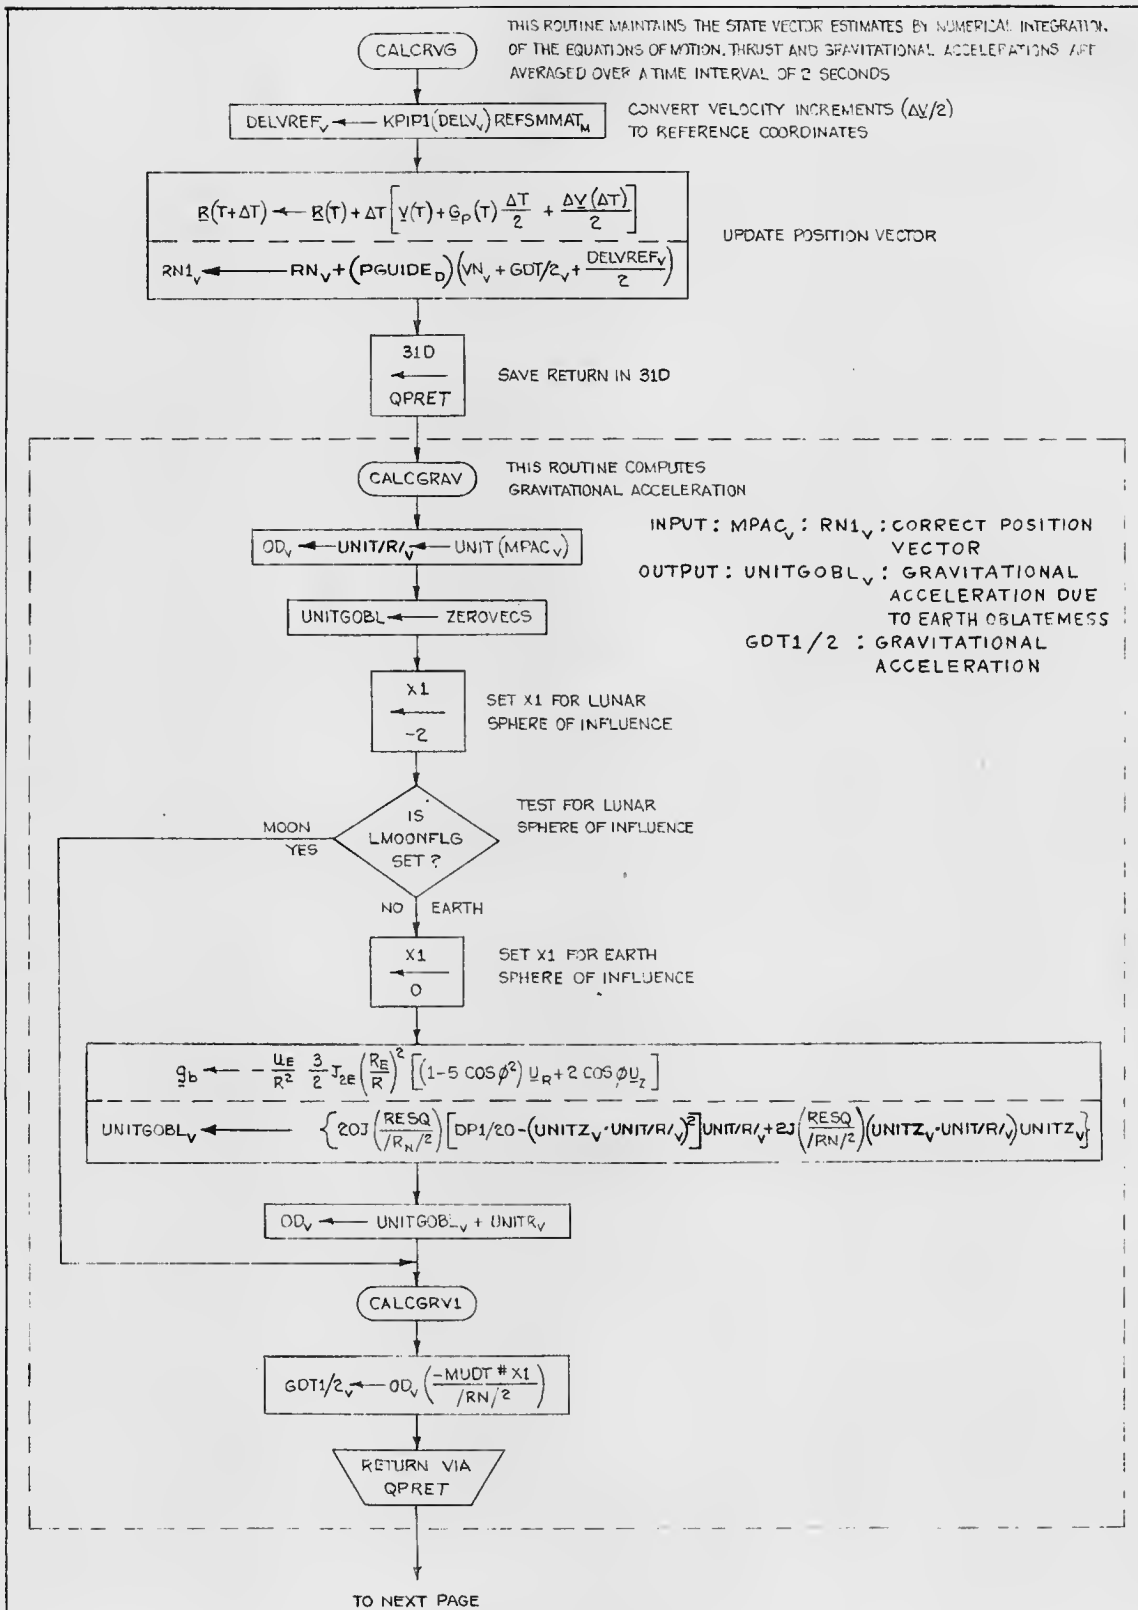 THIS ROUTINE MAINTAINS THE STATE VECTOR ESTIMATES BY NUMERICAL INTEGRATION.
OF THE EQUATIONS OF MOTION. THRUST AND GRAVITATIONAL ACCELERATIONS ARE
AVERAGED OVER A TIME INTERVAL OF 2 SECONDS
CALCRVG
DELVREF_V ← KPIP1(DELV_V)REFSMMAT_M
CONVERT VELOCITY INCREMENTS (ΔV/2)
TO REFERENCE COORDINATES
R(T+ΔT) ← R(T) + ΔT [V(T) + G_P(T) ΔT/2 + ΔV(ΔT)/2]
RN1_V ← RN_V + (PGUIDE_D)(VN_V + GDT/2_V + DELVREF_V/2)
UPDATE POSITION VECTOR
31D
←
QPRET
SAVE RETURN IN 31D
CALCGRAV
THIS ROUTINE COMPUTES
GRAVITATIONAL ACCELERATION
INPUT: MPAC_V: RN1_V: CORRECT POSITION
VECTOR
OUTPUT: UNITGOBL_V: GRAVITATIONAL
ACCELERATION DUE
TO EARTH OBLATEMESS
GDT1/2 : GRAVITATIONAL
ACCELERATION
OD_V ← UNIT/R/_V ← UNIT(MPAC_V)
UNITGOBL ← ZEROVECS
X1
←
-2
SET X1 FOR LUNAR
SPHERE OF INFLUENCE
IS
LMOONFLG
SET ?
TEST FOR LUNAR
SPHERE OF INFLUENCE
MOON
YES
NO EARTH
X1
←
0
SET X1 FOR EARTH
SPHERE OF INFLUENCE
g_b ← - u_E/R² 3/2 J_2E (R_E/R)² [(1-5 COS φ²) U_R + 2 COS φ U_Z]
UNITGOBL_V ← {20J (RESQ//R_N/²) [DP1/20 - (UNITZ_V · UNIT/R/_V)²] UNIT/R/_V + 2J (RESQ//RN/²) (UNITZ_V · UNIT/R/_V) UNITZ_V}
OD_V ← UNITGOBL_V + UNITR_V
CALCGRV1
GDT1/2_V ← OD_V (-MUDT # X1//RN/²)
RETURN VIA
QPRET
TO NEXT PAGE